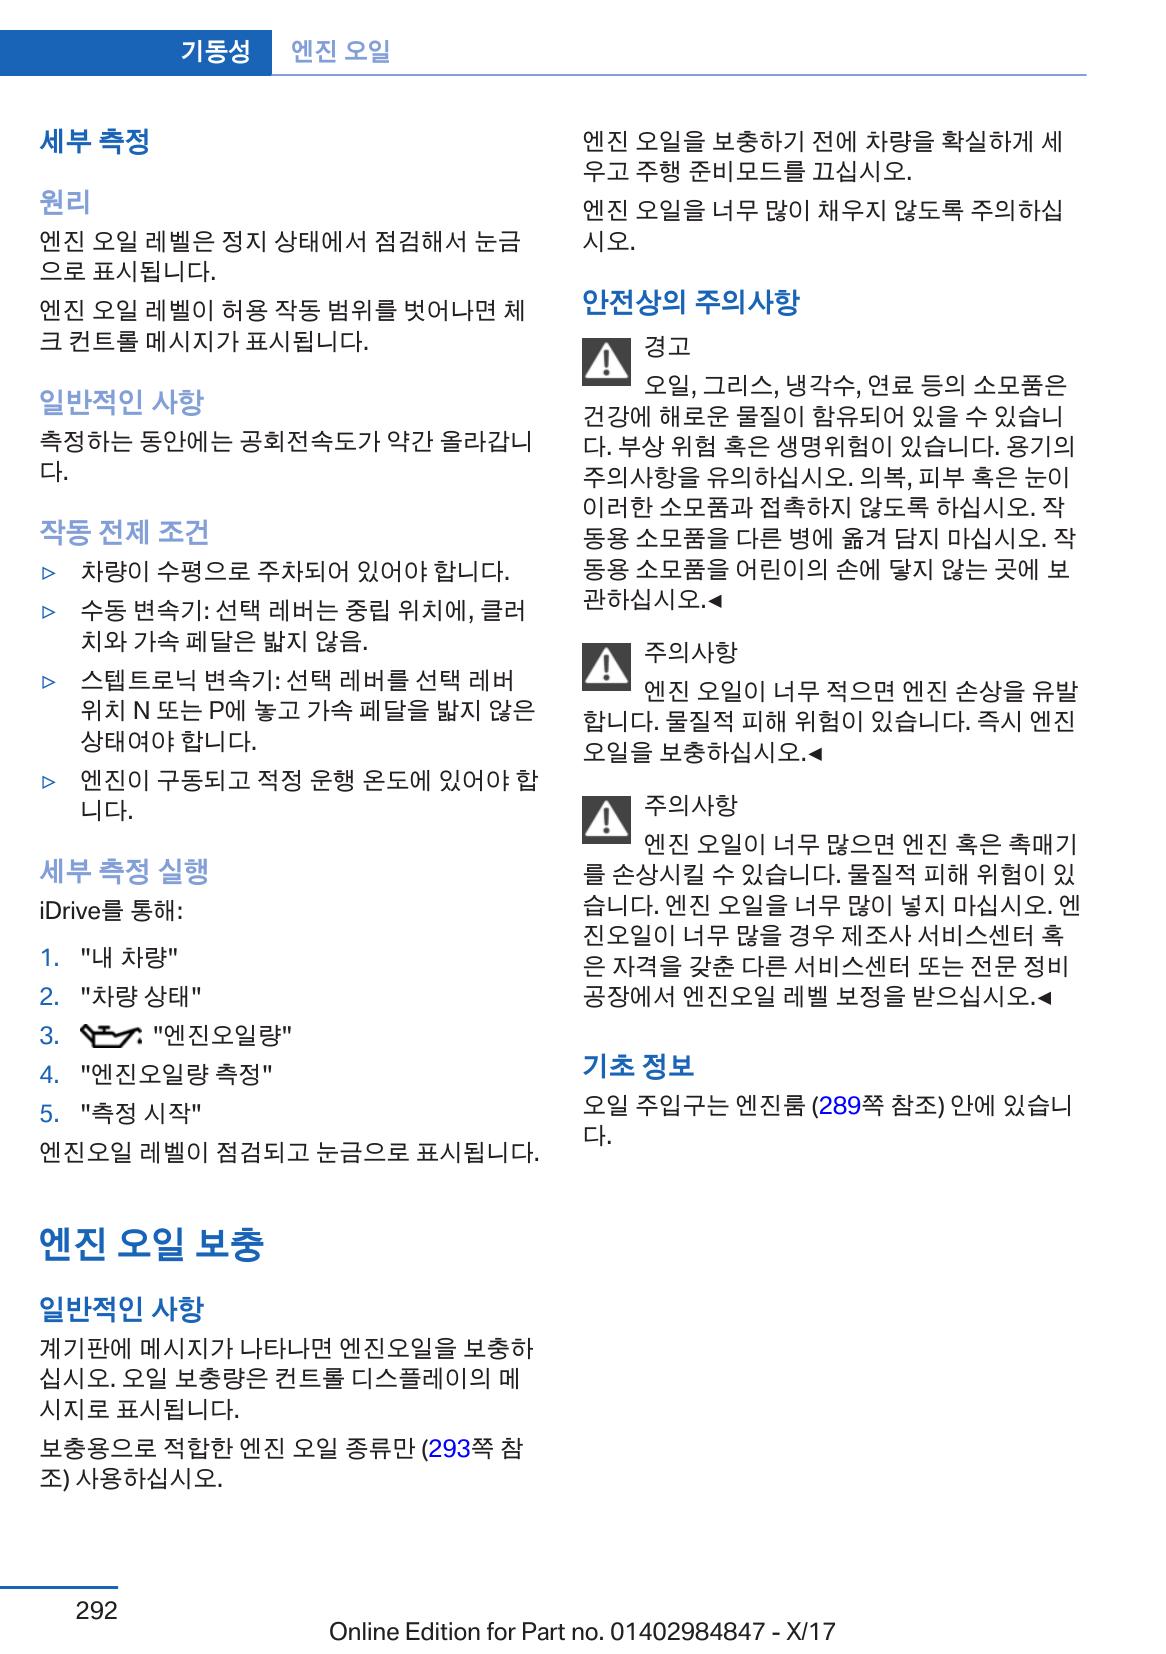 기동성 엔진 오일
세부 측정
원리
엔진 오일 레벨은 정지 상태에서 점검해서 눈금
으로 표시됩니다.
엔진 오일 레벨이 허용 작동 범위를 벗어나면 체
크 컨트롤 메시지가 표시됩니다.
일반적인 사항
측정하는 동안에는 공회전속도가 약간 올라갑니
다.
작동 전제 조건
▷ 차량이 수평으로 주차되어 있어야 합니다.
▷ 수동 변속기: 선택 레버는 중립 위치에, 클러
치와 가속 페달은 밟지 않음.
▷ 스텝트로닉 변속기: 선택 레버를 선택 레버
위치 N 또는 P에 놓고 가속 페달을 밟지 않은
상태여야 합니다.
▷ 엔진이 구동되고 적정 운행 온도에 있어야 합
니다.
세부 측정 실행
iDrive를 통해:
1. "내 차량"
2. "차량 상태"
3. "엔진오일량"
4. "엔진오일량 측정"
5. "측정 시작"
엔진오일 레벨이 점검되고 눈금으로 표시됩니다.
엔진 오일 보충
일반적인 사항
계기판에 메시지가 나타나면 엔진오일을 보충하
십시오. 오일 보충량은 컨트롤 디스플레이의 메
시지로 표시됩니다.
보충용으로 적합한 엔진 오일 종류만 (293쪽 참
조) 사용하십시오.
엔진 오일을 보충하기 전에 차량을 확실하게 세
우고 주행 준비모드를 끄십시오.
엔진 오일을 너무 많이 채우지 않도록 주의하십
시오.
안전상의 주의사항
경고
오일, 그리스, 냉각수, 연료 등의 소모품은
건강에 해로운 물질이 함유되어 있을 수 있습니
다. 부상 위험 혹은 생명위험이 있습니다. 용기의
주의사항을 유의하십시오. 의복, 피부 혹은 눈이
이러한 소모품과 접촉하지 않도록 하십시오. 작
동용 소모품을 다른 병에 옮겨 담지 마십시오. 작
동용 소모품을 어린이의 손에 닿지 않는 곳에 보
관하십시오.◀
주의사항
엔진 오일이 너무 적으면 엔진 손상을 유발
합니다. 물질적 피해 위험이 있습니다. 즉시 엔진
오일을 보충하십시오.◀
주의사항
엔진 오일이 너무 많으면 엔진 혹은 촉매기
를 손상시킬 수 있습니다. 물질적 피해 위험이 있
습니다. 엔진 오일을 너무 많이 넣지 마십시오. 엔
진오일이 너무 많을 경우 제조사 서비스센터 혹
은 자격을 갖춘 다른 서비스센터 또는 전문 정비
공장에서 엔진오일 레벨 보정을 받으십시오.◀
기초 정보
오일 주입구는 엔진룸 (289쪽 참조) 안에 있습니
다.
292
Online Edition for Part no. 01402984847 - X/17